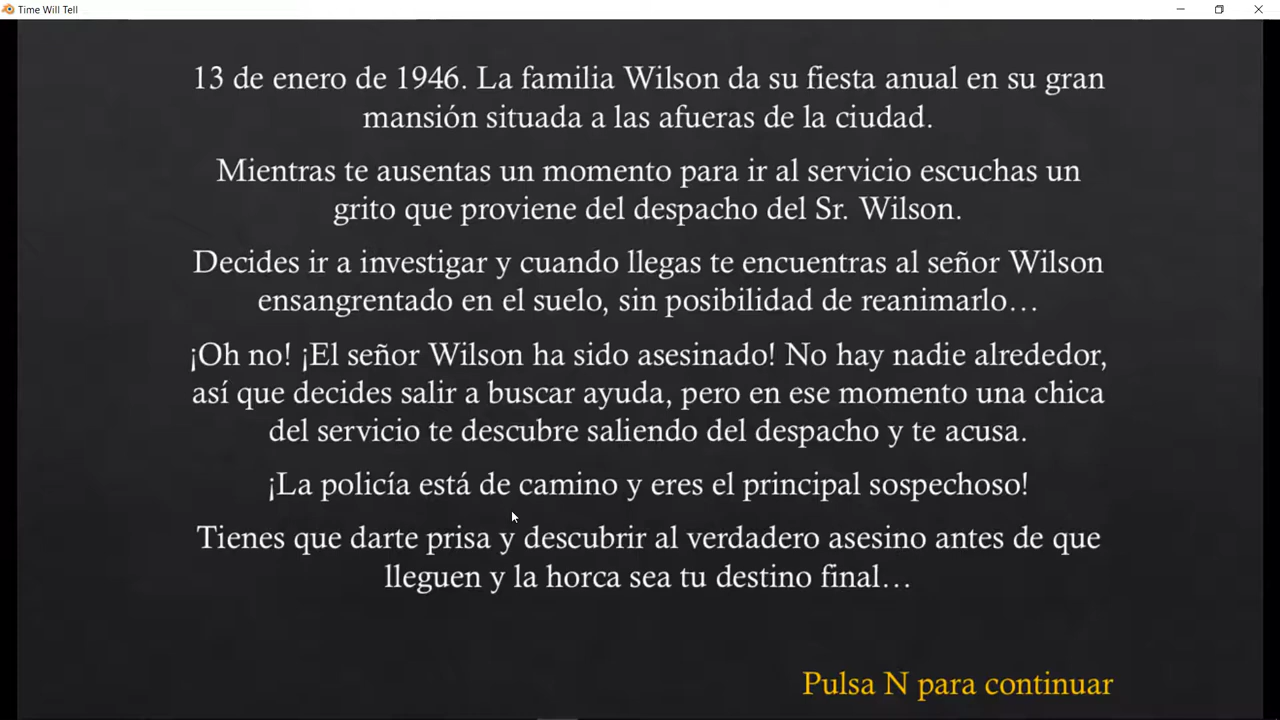 Time Will Tell
13 de enero de 1946. La familia Wilson da su fiesta anual en su gran
mansión situada a las afueras de la ciudad.
Mientras te ausentas un momento para ir al servicio escuchas un
grito que proviene del despacho del Sr. Wilson.
Decides ir a investigar y cuando llegas te encuentras al señor Wilson
ensangrentado en el suelo, sin posibilidad de reanimarlo…
¡Oh no! ¡El señor Wilson ha sido asesinado! No hay nadie alrededor,
así que decides salir a buscar ayuda, pero en ese momento una chica
del servicio te descubre saliendo del despacho y te acusa.
¡La policía está de camino y eres el principal sospechoso!
Tienes que darte prisa y descubrir al verdadero asesino antes de que
lleguen y la horca sea tu destino final…
Pulsa N para continuar